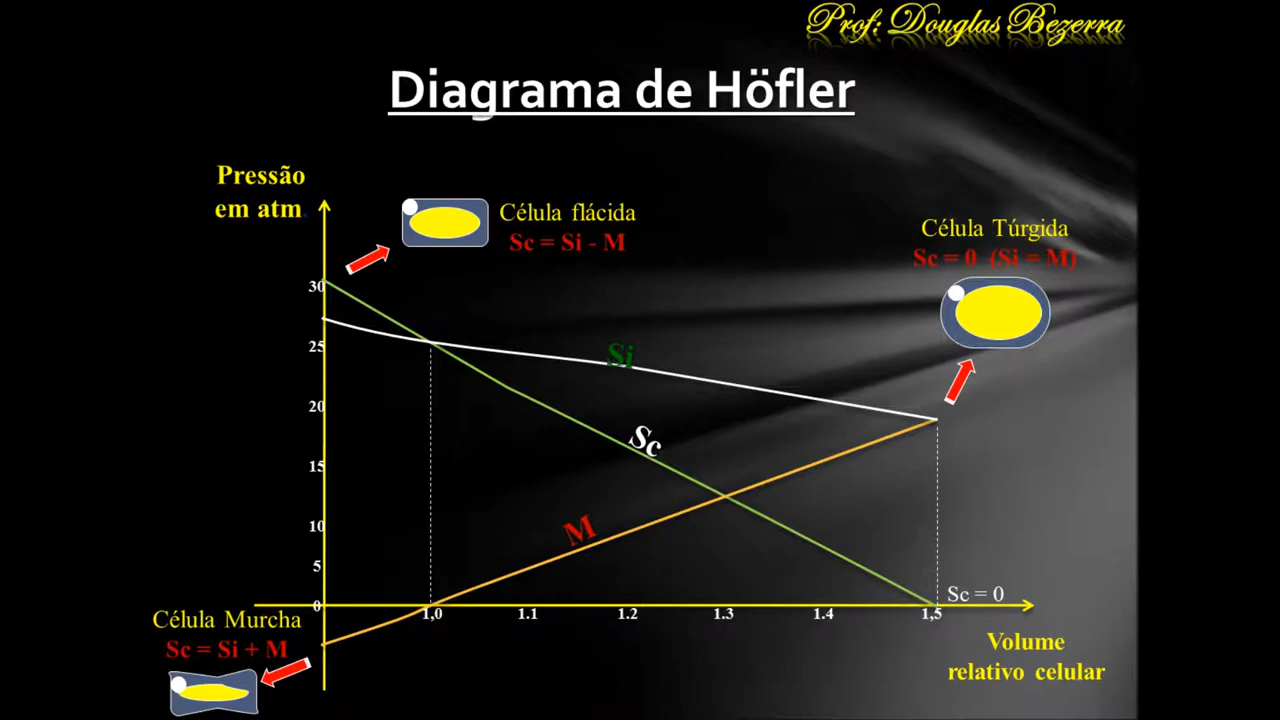 Prof: Douglas Bezerra
Diagrama de Höfler
Pressão
em atm.
Célula flácida
Sc = Si - M
Célula Túrgida
Sc = 0 (Si = M)
30
25
Si
20
Sc
15
M
10
5
0
Sc = 0
1,0
1.1
1.2
1.3
1.4
1,5
Célula Murcha
Sc = Si + M
Volume
relativo celular